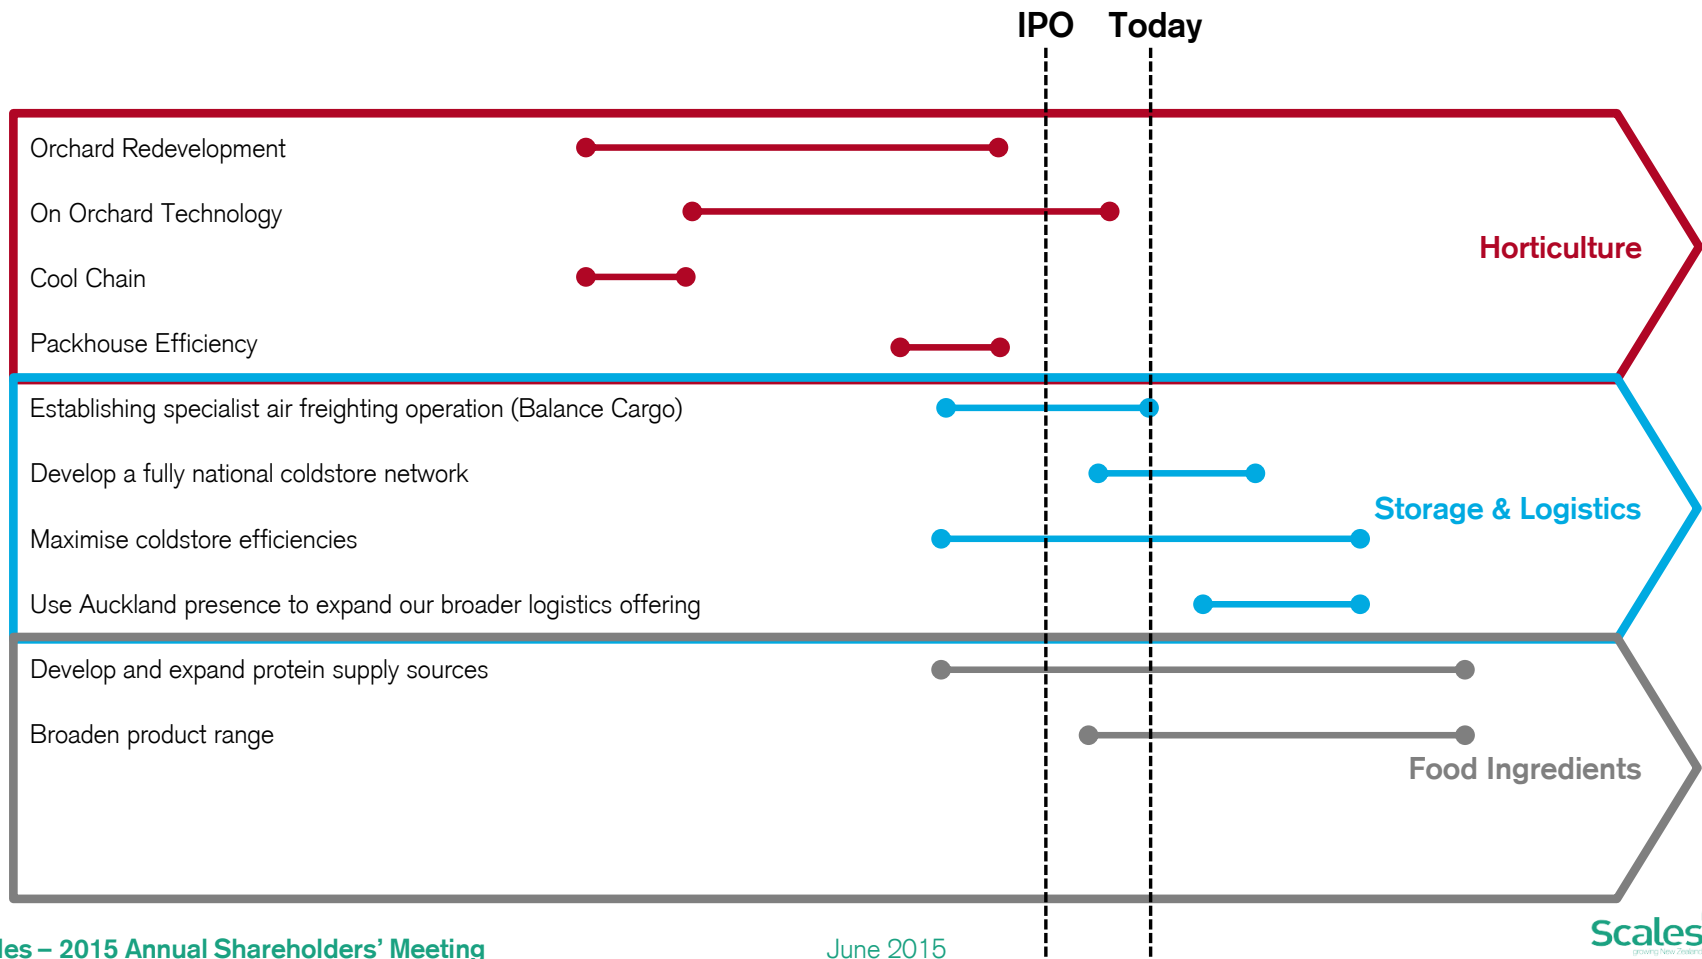 IPO Today
Orchard Redevelopment
On Orchard Technology
Horticulture
Cool Chain
Packhouse Efficiency
Establishing specialist air freighting operation (Balance Cargo)
Develop a fully national coldstore network
Storage & Logistics
Maximise coldstore efficiencies
Use Auckland presence to expand our broader logistics offering
Develop and expand protein supply sources
Broaden product range
Food Ingredients
les – 2015 Annual Shareholders' Meeting
June 2015
Scales
growing New Zealand